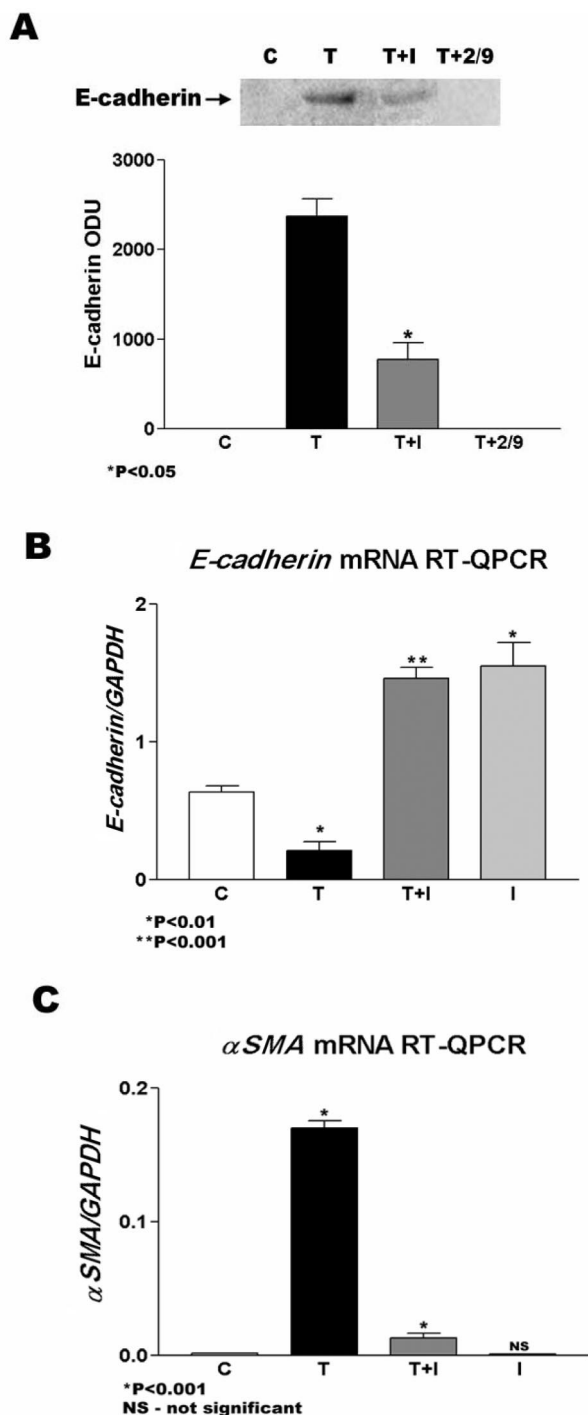 A
C T T+I T+2/9
E-cadherin→
3000
2000
1000
0
E-cadherin ODU
*
C T T+I T+2/9
*P<0.05
B
E-cadherin mRNA RT-QPCR
2
1
0
E-cadherin/GAPDH
* ** *
C T T+I I
*P<0.01
**P<0.001
C
αSMA mRNA RT-QPCR
0.2
0.1
0.0
αSMA/GAPDH
* * NS
C T T+I I
*P<0.001
NS - not significant